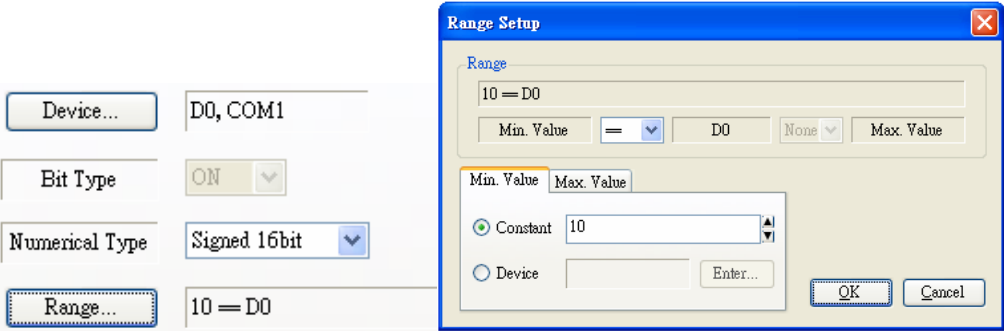 Device...
D0, COM1
Bit Type
ON
Numerical Type
Signed 16bit
Range...
10 == D0
Range Setup
Range
10 == D0
Min. Value == D0 None Max. Value
Min. Value Max. Value
Constant 10
Device Enter...
OK Cancel